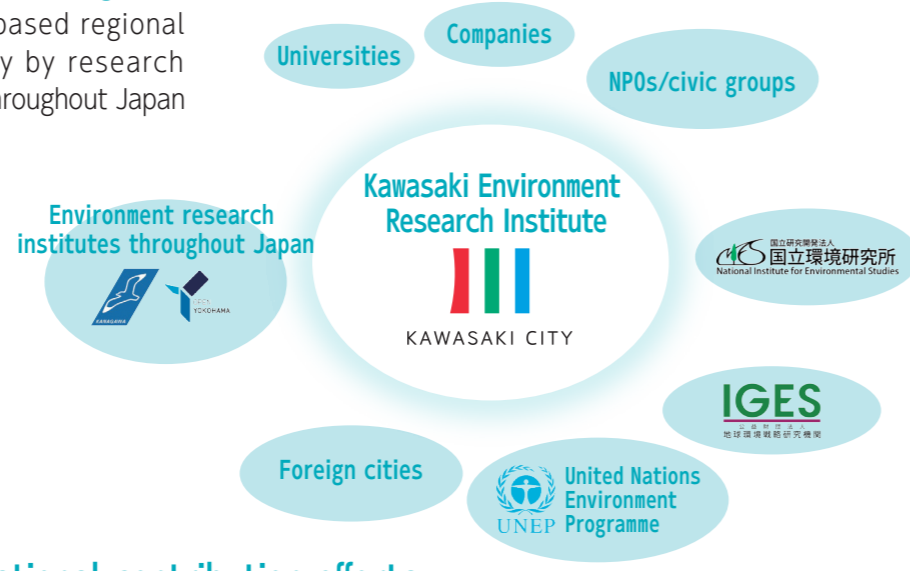 based regional
y by research
roughout Japan
Universities
Companies
NPOs/civic groups
Kawasaki Environment
Research Institute
KAWASAKI CITY
Environment research
institutes throughout Japan
KANAGAWA
YOKOHAMA
国立研究開発法人
国立環境研究所
National Institute for Environmental Studies
IGES
公益財団法人
地球環境戦略研究機関
Foreign cities
UNEP
United Nations
Environment
Programme
ational contribution efforts